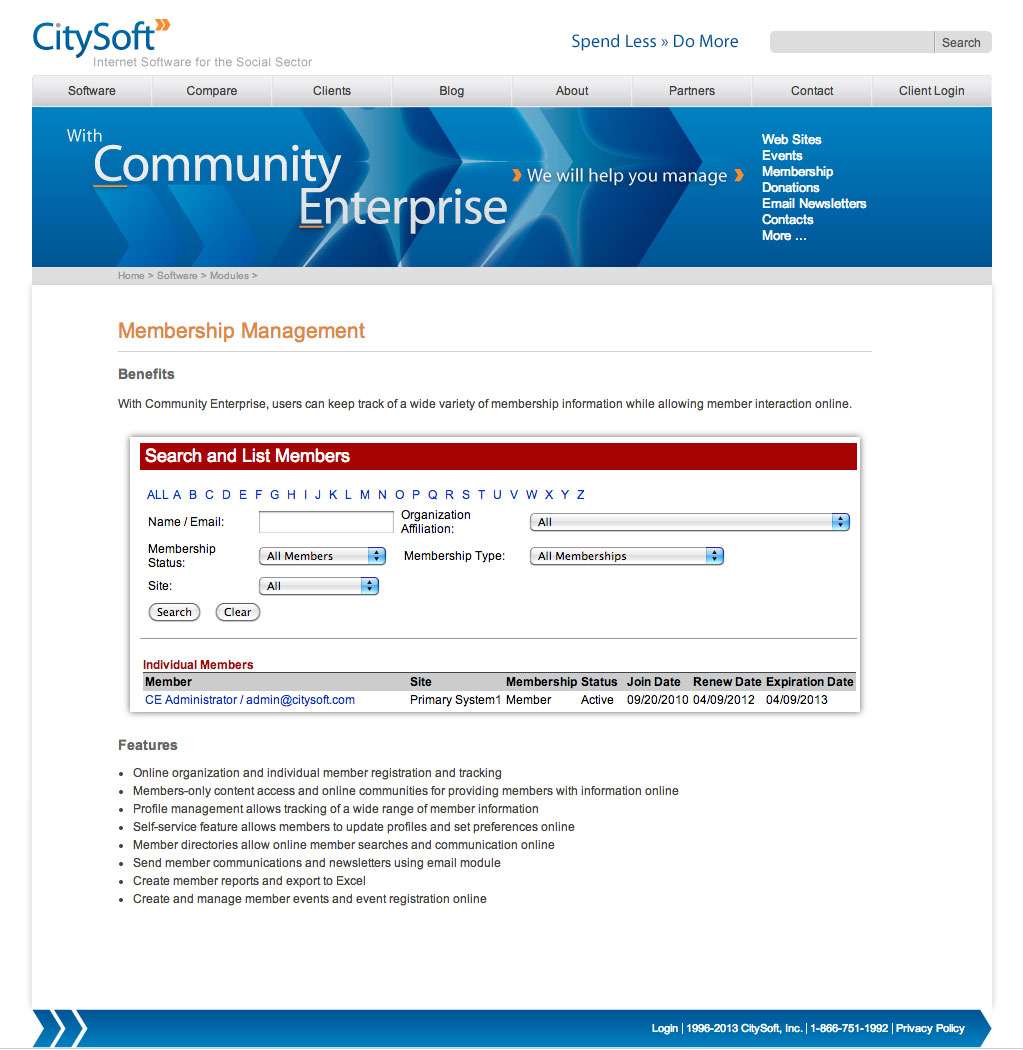 CitySoft»
Internet Software for the Social Sector
Spend Less » Do More
Search
Software Compare Clients Blog About Partners Contact Client Login
With
Community
Enterprise
We will help you manage
Web Sites
Events
Membership
Donations
Email Newsletters
Contacts
More ...
Home > Software > Modules >
Membership Management
Benefits
With Community Enterprise, users can keep track of a wide variety of membership information while allowing member interaction online.
Search and List Members
ALL A B C D E F G H I J K L M N O P Q R S T U V W X Y Z
Name / Email:
Organization
Affiliation:
All
Membership
Status:
All Members
Membership Type:
All Memberships
Site:
All
Search Clear
Individual Members
Member Site Membership Status Join Date Renew Date Expiration Date
CE Administrator / admin@citysoft.com Primary System1 Member Active 09/20/2010 04/09/2012 04/09/2013
Features
• Online organization and individual member registration and tracking
• Members-only content access and online communities for providing members with information online
• Profile management allows tracking of a wide range of member information
• Self-service feature allows members to update profiles and set preferences online
• Member directories allow online member searches and communication online
• Send member communications and newsletters using email module
• Create member reports and export to Excel
• Create and manage member events and event registration online
Login | 1996-2013 CitySoft, Inc. | 1-866-751-1992 | Privacy Policy